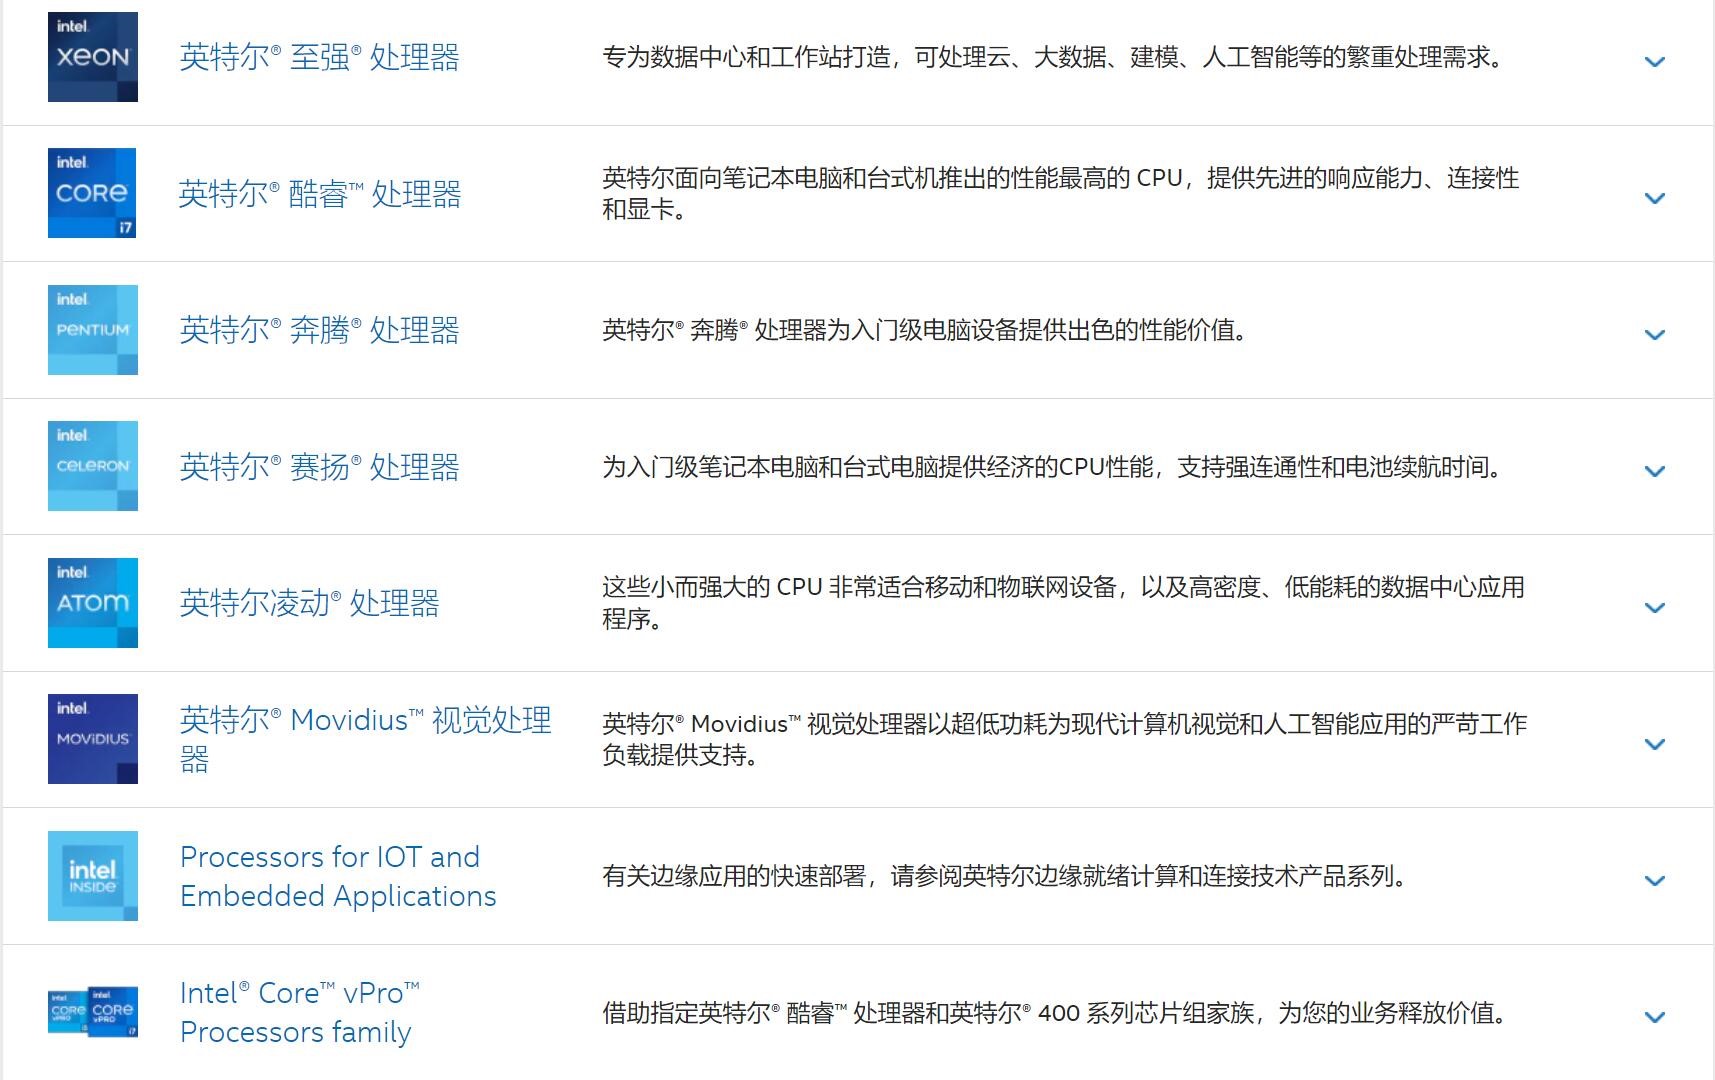 intel
XEON
英特尔® 至强® 处理器
专为数据中心和工作站打造，可处理云、大数据、建模、人工智能等的繁重处理需求。
intel
CORE
i7
英特尔® 酷睿™ 处理器
英特尔面向笔记本电脑和台式机推出的性能最高的 CPU，提供先进的响应能力、连接性
和显卡。
intel
PENTIUM
英特尔® 奔腾® 处理器
英特尔® 奔腾® 处理器为入门级电脑设备提供出色的性能价值。
intel
CELERON
英特尔® 赛扬® 处理器
为入门级笔记本电脑和台式电脑提供经济的CPU性能，支持强连通性和电池续航时间。
intel
ATOM
英特尔凌动® 处理器
这些小而强大的 CPU 非常适合移动和物联网设备，以及高密度、低能耗的数据中心应用
程序。
intel
MOVIDIUS
英特尔® Movidius™ 视觉处理
器
英特尔® Movidius™ 视觉处理器以超低功耗为现代计算机视觉和人工智能应用的严苛工作
负载提供支持。
intel
INSIDE
Processors for IOT and
Embedded Applications
有关边缘应用的快速部署，请参阅英特尔边缘就绪计算和连接技术产品系列。
intel
CORE
vPRO
intel
CORE
vPRO
i7
Intel® Core™ vPro™
Processors family
借助指定英特尔® 酷睿™ 处理器和英特尔® 400 系列芯片组家族，为您的业务释放价值。